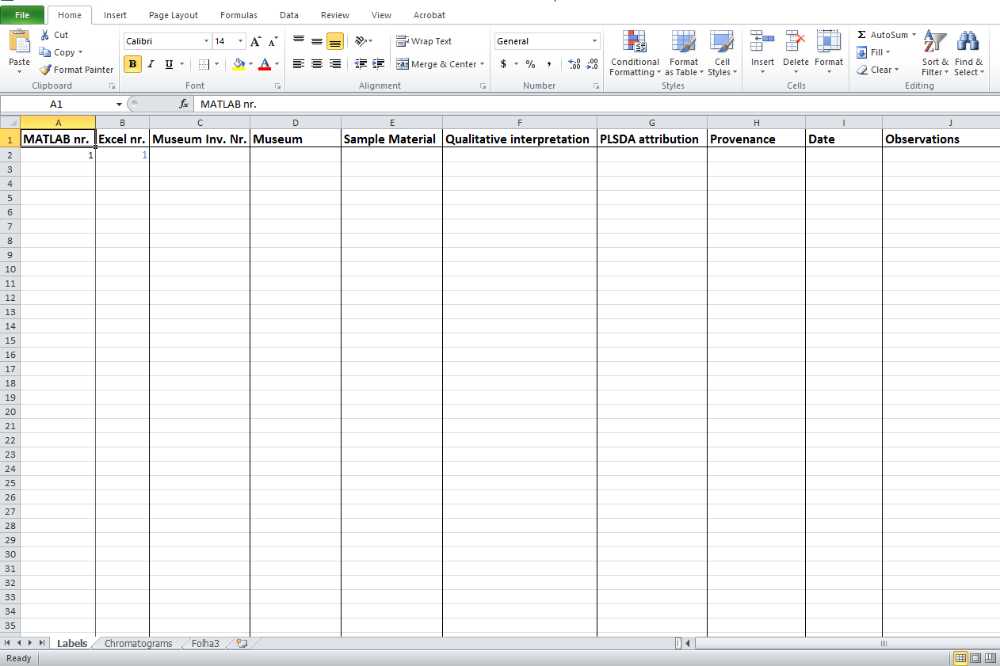 File Home Insert Page Layout Formulas Data Review View Acrobat
Paste Cut Copy Format Painter
Clipboard
Calibri 14 A A
B I U A
Font
Wrap Text
Merge & Center
Alignment
General
$ % , .00 .00
Number
Conditional Formatting Format as Table Cell Styles
Styles
Insert Delete Format
Cells
Σ AutoSum Fill Clear Sort & Filter Find & Select
Editing
A1 fx MATLAB nr.
A B C D E F G H I J
1 MATLAB nr. Excel nr. Museum Inv. Nr. Museum Sample Material Qualitative interpretation PLSDA attribution Provenance Date Observations
2 1 1
3
4
5
6
7
8
9
10
11
12
13
14
15
16
17
18
19
20
21
22
23
24
25
26
27
28
29
30
31
32
33
34
35
Labels Chromatograms Folha3
Ready